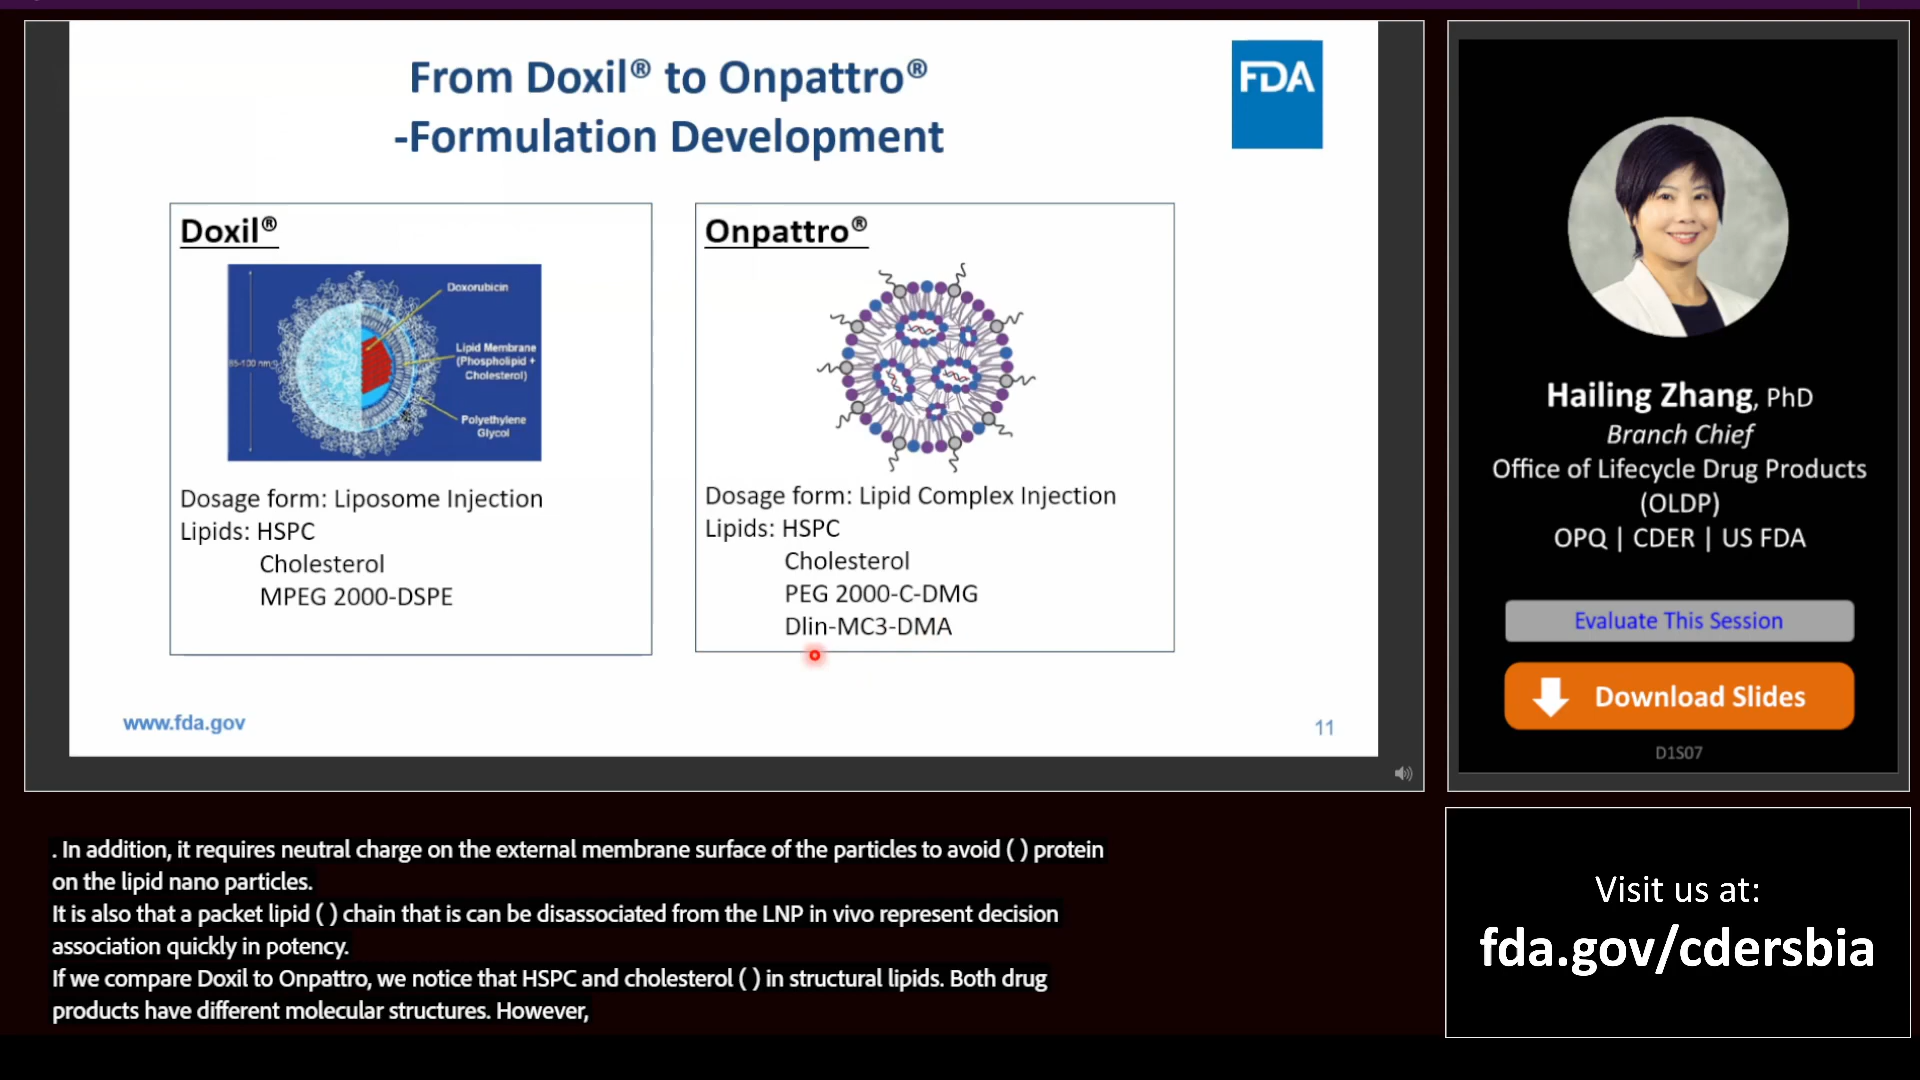 From Doxil® to Onpattro®
-Formulation Development
FDA
Doxil®
Doxorubicin
Lipid Membrane
(Phospholipid +
Cholesterol)
Polyethylene
Glycol
Dosage form: Liposome Injection
Lipids: HSPC
Cholesterol
MPEG 2000-DSPE
Onpattro®
Dosage form: Lipid Complex Injection
Lipids: HSPC
Cholesterol
PEG 2000-C-DMG
Dlin-MC3-DMA
www.fda.gov
11
Hailing Zhang, PhD
Branch Chief
Office of Lifecycle Drug Products
(OLDP)
OPQ | CDER | US FDA
Evaluate This Session
Download Slides
D1S07
. In addition, it requires neutral charge on the external membrane surface of the particles to avoid ( ) protein
on the lipid nano particles.
It is also that a packet lipid ( ) chain that is can be disassociated from the LNP in vivo represent decision
association quickly in potency.
If we compare Doxil to Onpattro, we notice that HSPC and cholesterol ( ) in structural lipids. Both drug
products have different molecular structures. However,
Visit us at:
fda.gov/cdersbia